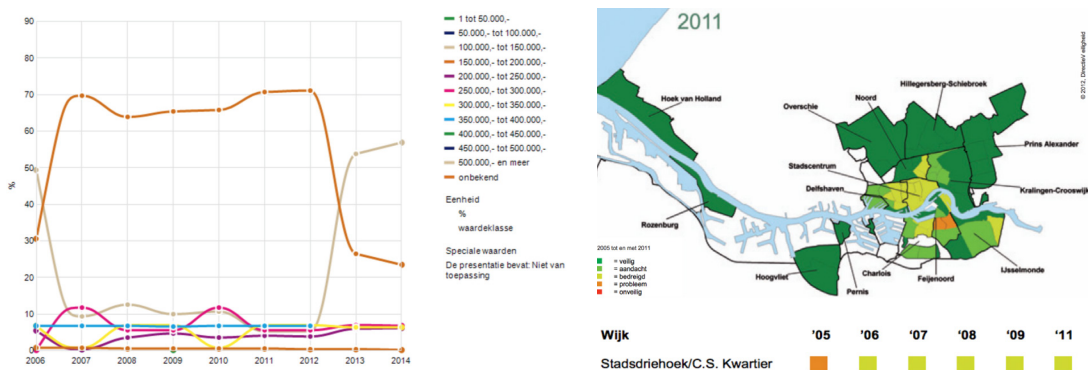 90
80
70
60
50
40
30
20
10
0
%
2006 2007 2008 2009 2010 2011 2012 2013 2014
1 tot 50.000,-
50.000,- tot 100.000,-
100.000,- tot 150.000,-
150.000,- tot 200.000,-
200.000,- tot 250.000,-
250.000,- tot 300.000,-
300.000,- tot 350.000,-
350.000,- tot 400.000,-
400.000,- tot 450.000,-
450.000,- tot 500.000,-
500.000,- en meer
onbekend
Eenheid
%
waardeklasse
Speciale waarden
De presentatie bevat: Niet van
toepassing
2011
Hoek van Holland
Overschie
Noord
Hillegersberg-Schiebroek
Prins Alexander
Stadscentrum
Delfshaven
Kralingen-Crooswijk
Rozenburg
Hoogvliet
Pernis
Charlois
Feijenoord
IJsselmonde
2005 tot en met 2011
= veilig
= aandacht
= bedreigd
= probleem
= onveilig
Wijk '05 '06 '07 '08 '09 '11
Stadsdriehoek/C.S. Kwartier